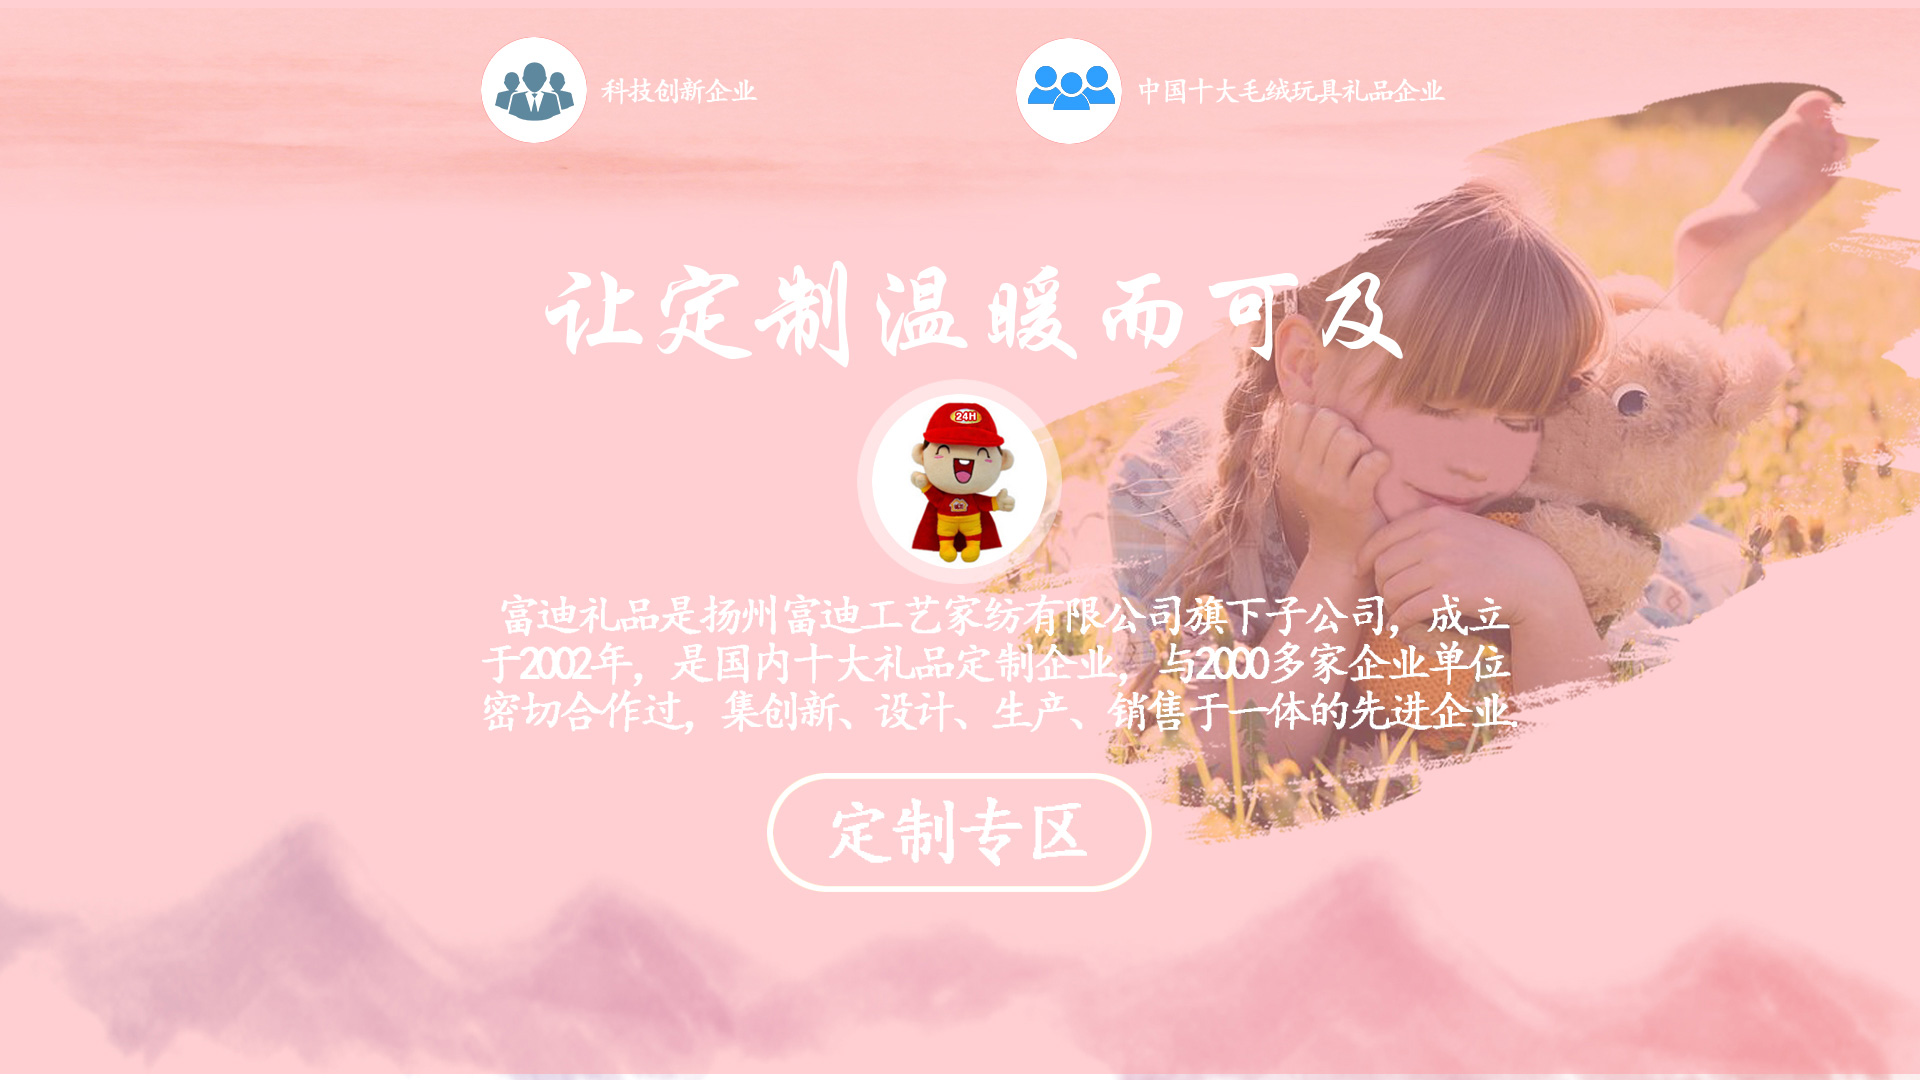 科技创新企业
中国十大毛绒玩具礼品企业
让定制温暖而可及
24H
富迪礼品是扬州富迪工艺家纺有限公司旗下子公司，成立
于2002年，是国内十大礼品定制企业，与2000多家企业单位
密切合作过，集创新、设计、生产、销售于一体的先进企业.
定制专区